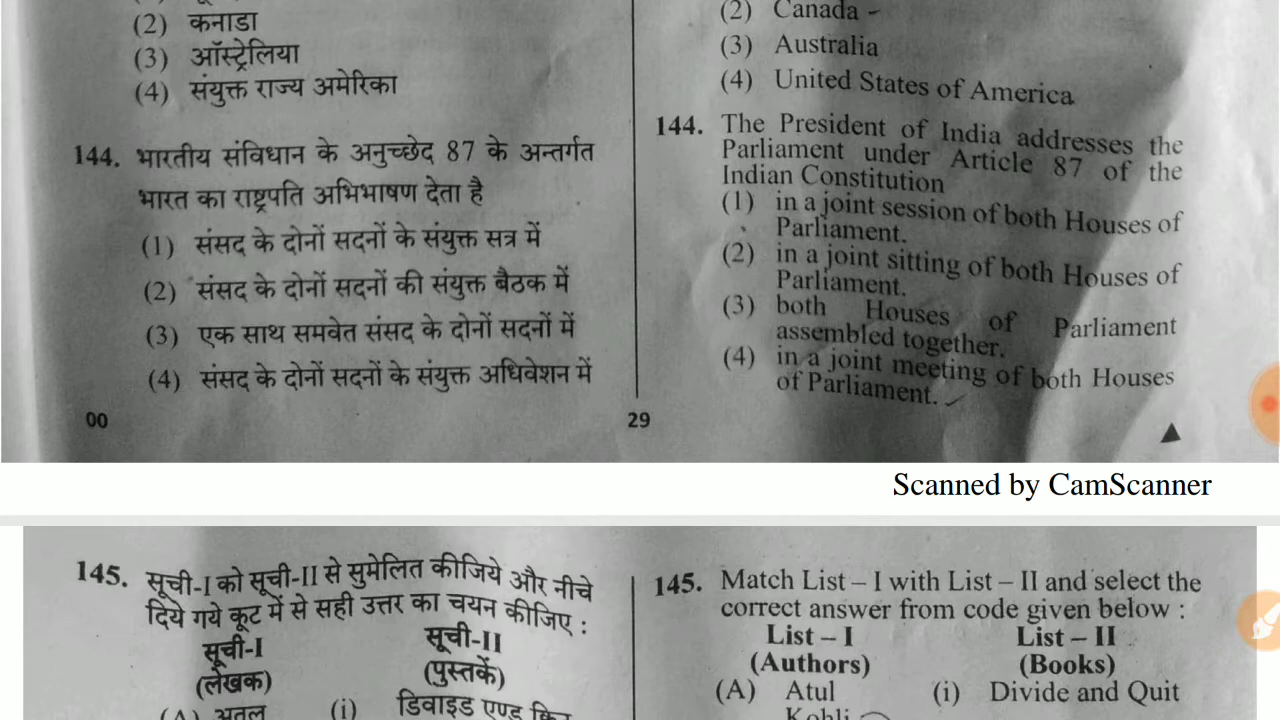 (2) कनाडा
(3) ऑस्ट्रेलिया
(4) संयुक्त राज्य अमेरिका
144. भारतीय संविधान के अनुच्छेद 87 के अन्तर्गत
भारत का राष्ट्रपति अभिभाषण देता है
(1) संसद के दोनों सदनों के संयुक्त सत्र में
(2) संसद के दोनों सदनों की संयुक्त बैठक में
(3) एक साथ समवेत संसद के दोनों सदनों में
(4) संसद के दोनों सदनों के संयुक्त अधिवेशन में
(2) Canada
(3) Australia
(4) United States of America
144. The President of India addresses the
Parliament under Article 87 of the
Indian Constitution
(1) in a joint session of both Houses of
Parliament.
(2) in a joint sitting of both Houses of
Parliament.
(3) both Houses of Parliament
assembled together.
(4) in a joint meeting of both Houses
of Parliament.
00
29
Scanned by CamScanner
145. सूची-I को सूची-II से सुमेलित कीजिये और नीचे
दिये गये कूट में से सही उत्तर का चयन कीजिए :
सूची-I सूची-II
(लेखक) (पुस्तकें)
(A) अतुल (i) डिवाइड एण्ड
145. Match List – I with List – II and select the
correct answer from code given below :
List – I List – II
(Authors) (Books)
(A) Atul (i) Divide and Quit
Kohli